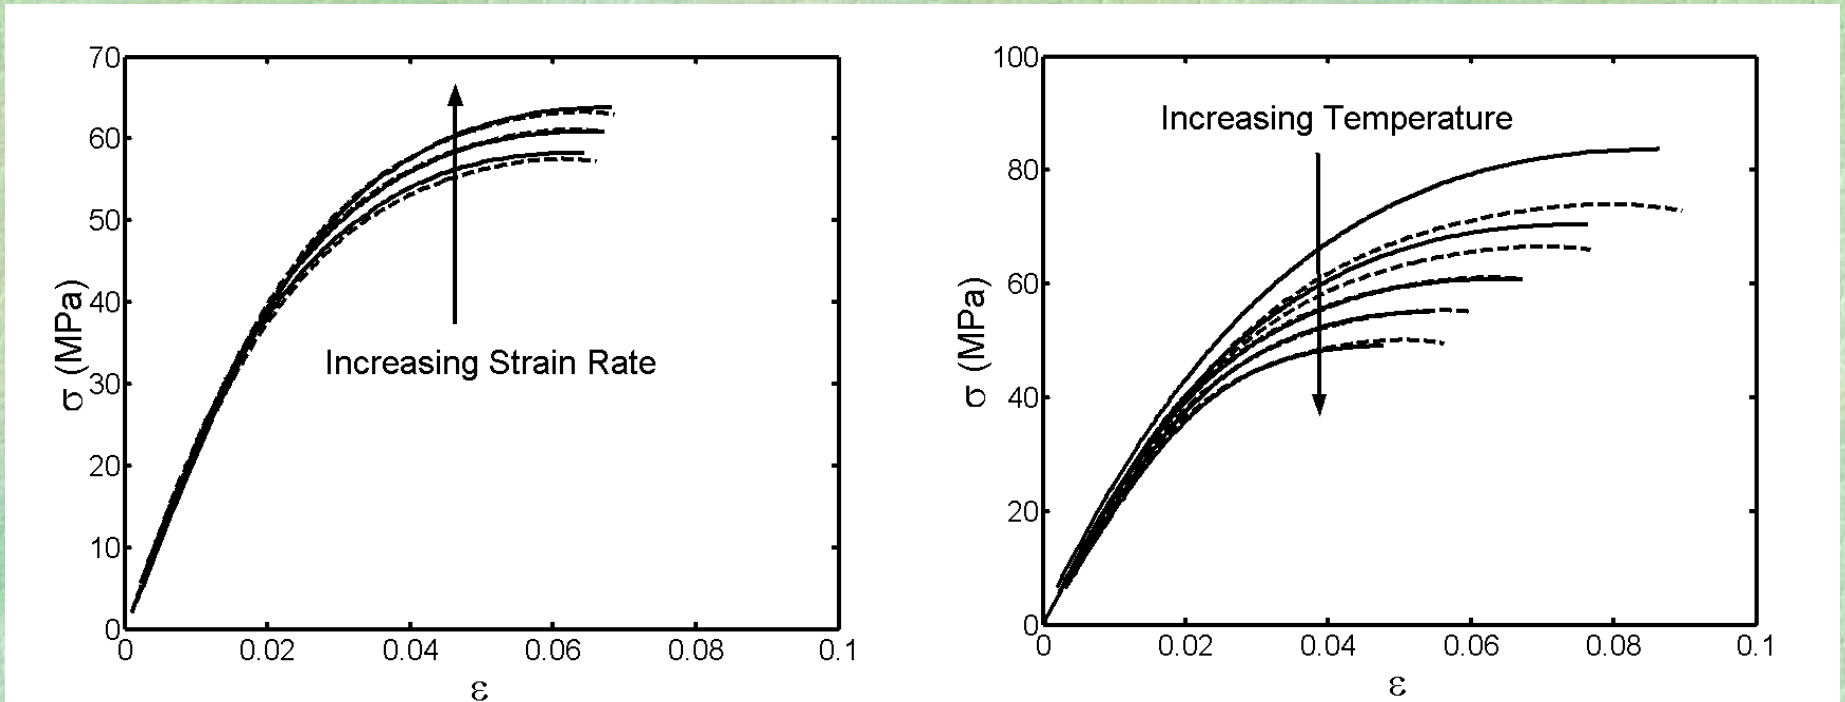 70
60
50
40
30
20
10
0
σ (MPa)
Increasing Strain Rate
0 0.02 0.04 0.06 0.08 0.1
ε
100
80
60
40
20
0
σ (MPa)
Increasing Temperature
0 0.02 0.04 0.06 0.08 0.1
ε